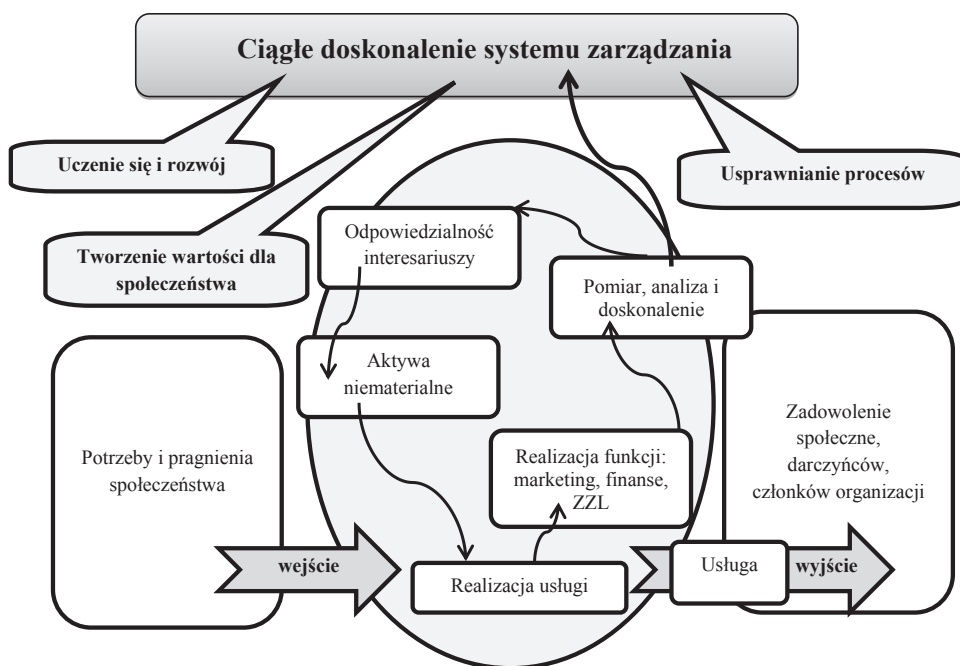 Ciągłe doskonalenie systemu zarządzania
Uczenie się i rozwój
Usprawnianie procesów
Tworzenie wartości dla
społeczeństwa
Odpowiedzialność
interesariuszy
Pomiar, analiza i
doskonalenie
Aktywa
niematerialne
Potrzeby i pragnienia
społeczeństwa
Realizacja funkcji:
marketing, finanse,
ZZL
Zadowolenie
społeczne,
darczyńców,
członków organizacji
wejście
Realizacja usługi
Usługa
wyjście